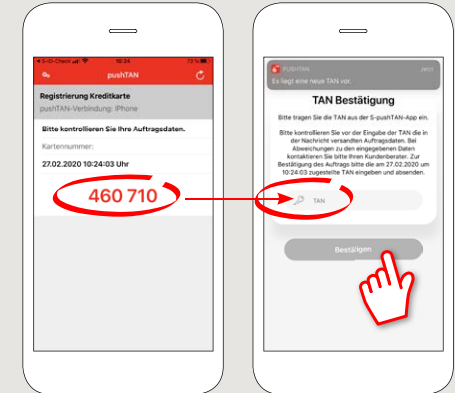 S-ID-Check 10:24 73 %
pushTAN
Registrierung Kreditkarte
pushTAN-Verbindung: iPhone
Bitte kontrollieren Sie Ihre Auftragsdaten.
Kartennummer:
27.02.2020 10:24:03 Uhr
460 710
PUSHTAN Jetzt
Es liegt eine neue TAN vor.
TAN Bestätigung
Bitte tragen Sie die TAN aus der S-pushTAN-App ein.
Bitte kontrollieren Sie vor der Eingabe der TAN die in
der Nachricht versandten Auftragsdaten. Bei
Abweichungen zu den eingegebenen Daten
kontaktieren Sie bitte Ihren Kundenberater. Zur
Bestätigung des Auftrags bitte die am 27.02.2020 um
10:24:03 zugestellte TAN eingeben und absenden.
TAN
Bestätigen